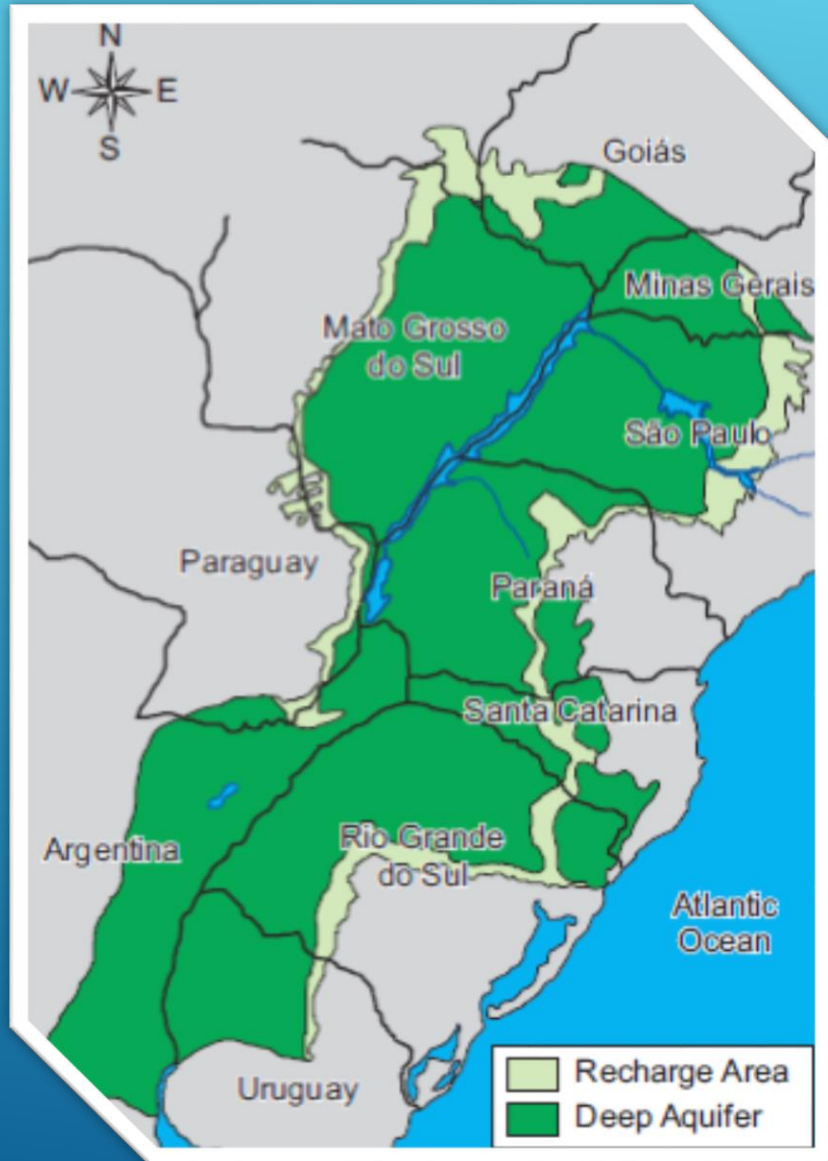 N
W
E
S
Goiás
Minas Gerais
Mato Grosso
do Sul
São Paulo
Paraguay
Paraná
Santa Catarina
Argentina
Rio Grande
do Sul
Atlantic
Ocean
Uruguay
Recharge Area
Deep Aquifer